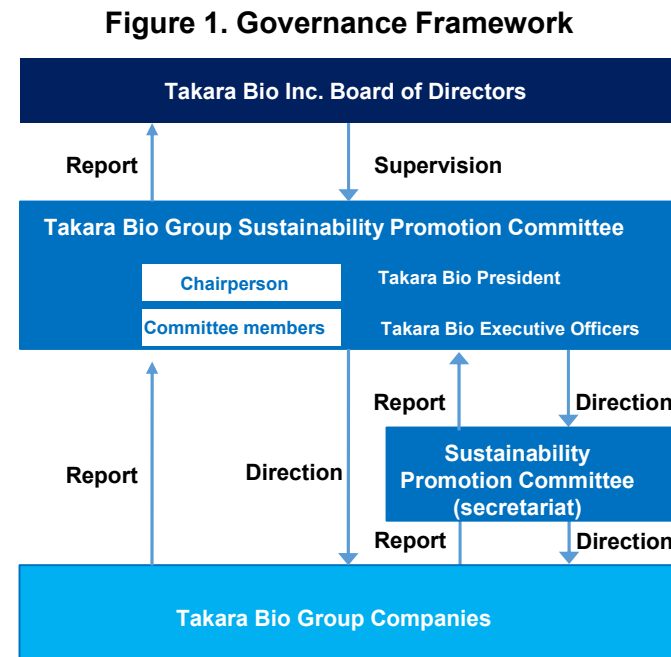 Figure 1. Governance Framework
Takara Bio Inc. Board of Directors
Report
Supervision
Takara Bio Group Sustainability Promotion Committee
Chairperson
Takara Bio President
Committee members
Takara Bio Executive Officers
Report
Direction
Sustainability
Promotion Committee
(secretariat)
Report
Direction
Report
Direction
Takara Bio Group Companies